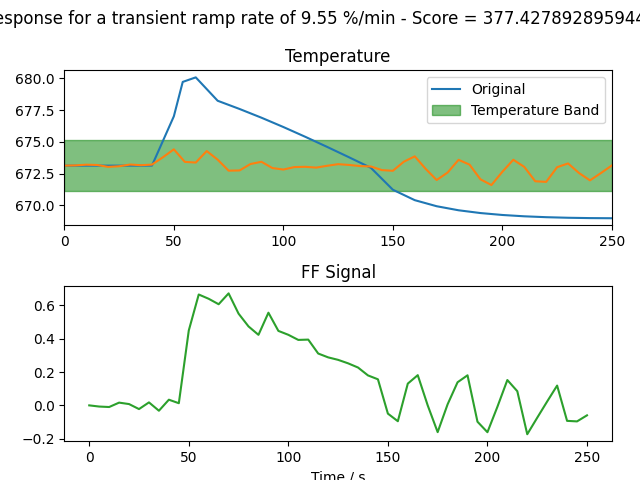 esponse for a transient ramp rate of 9.55 %/min - Score = 377.427892895944
Temperature
680.0
677.5
675.0
672.5
670.0
Original
Temperature Band
0 50 100 150 200 250
FF Signal
0.6
0.4
0.2
0.0
−0.2
0 50 100 150 200 250
Time / s